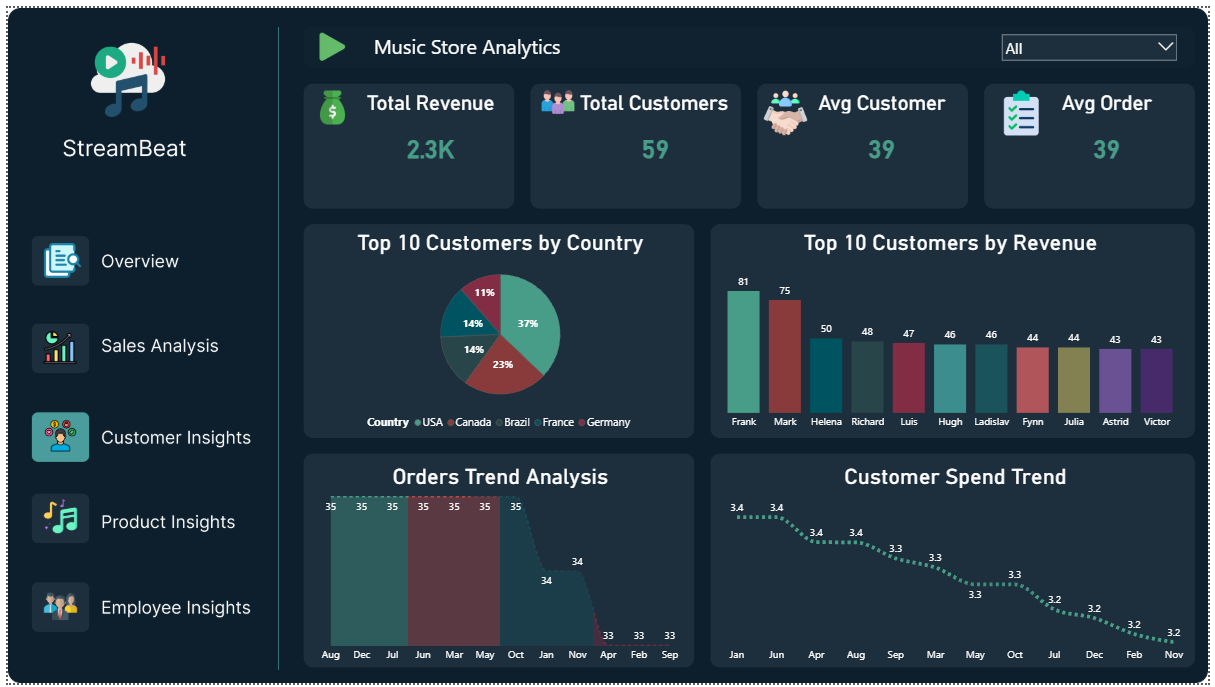 Music Store Analytics
All
StreamBeat
Overview
Sales Analysis
Customer Insights
Product Insights
Employee Insights
Total Revenue
2.3K
Total Customers
59
Avg Customer
39
Avg Order
39
Top 10 Customers by Country
11%
37%
14%
14%
23%
Country USA Canada Brazil France Germany
Top 10 Customers by Revenue
81 75 50 48 47 46 46 44 44 43 43
Frank Mark Helena Richard Luis Hugh Ladislav Fynn Julia Astrid Victor
Orders Trend Analysis
35 35 35 35 35 35 35 34 34 33 33 33
Aug Dec Jul Jun Mar May Oct Jan Nov Apr Feb Sep
Customer Spend Trend
3.4 3.4 3.4 3.4 3.3 3.3 3.3 3.3 3.2 3.2 3.2 3.2
Jan Jun Apr Aug Sep Mar May Oct Jul Dec Feb Nov